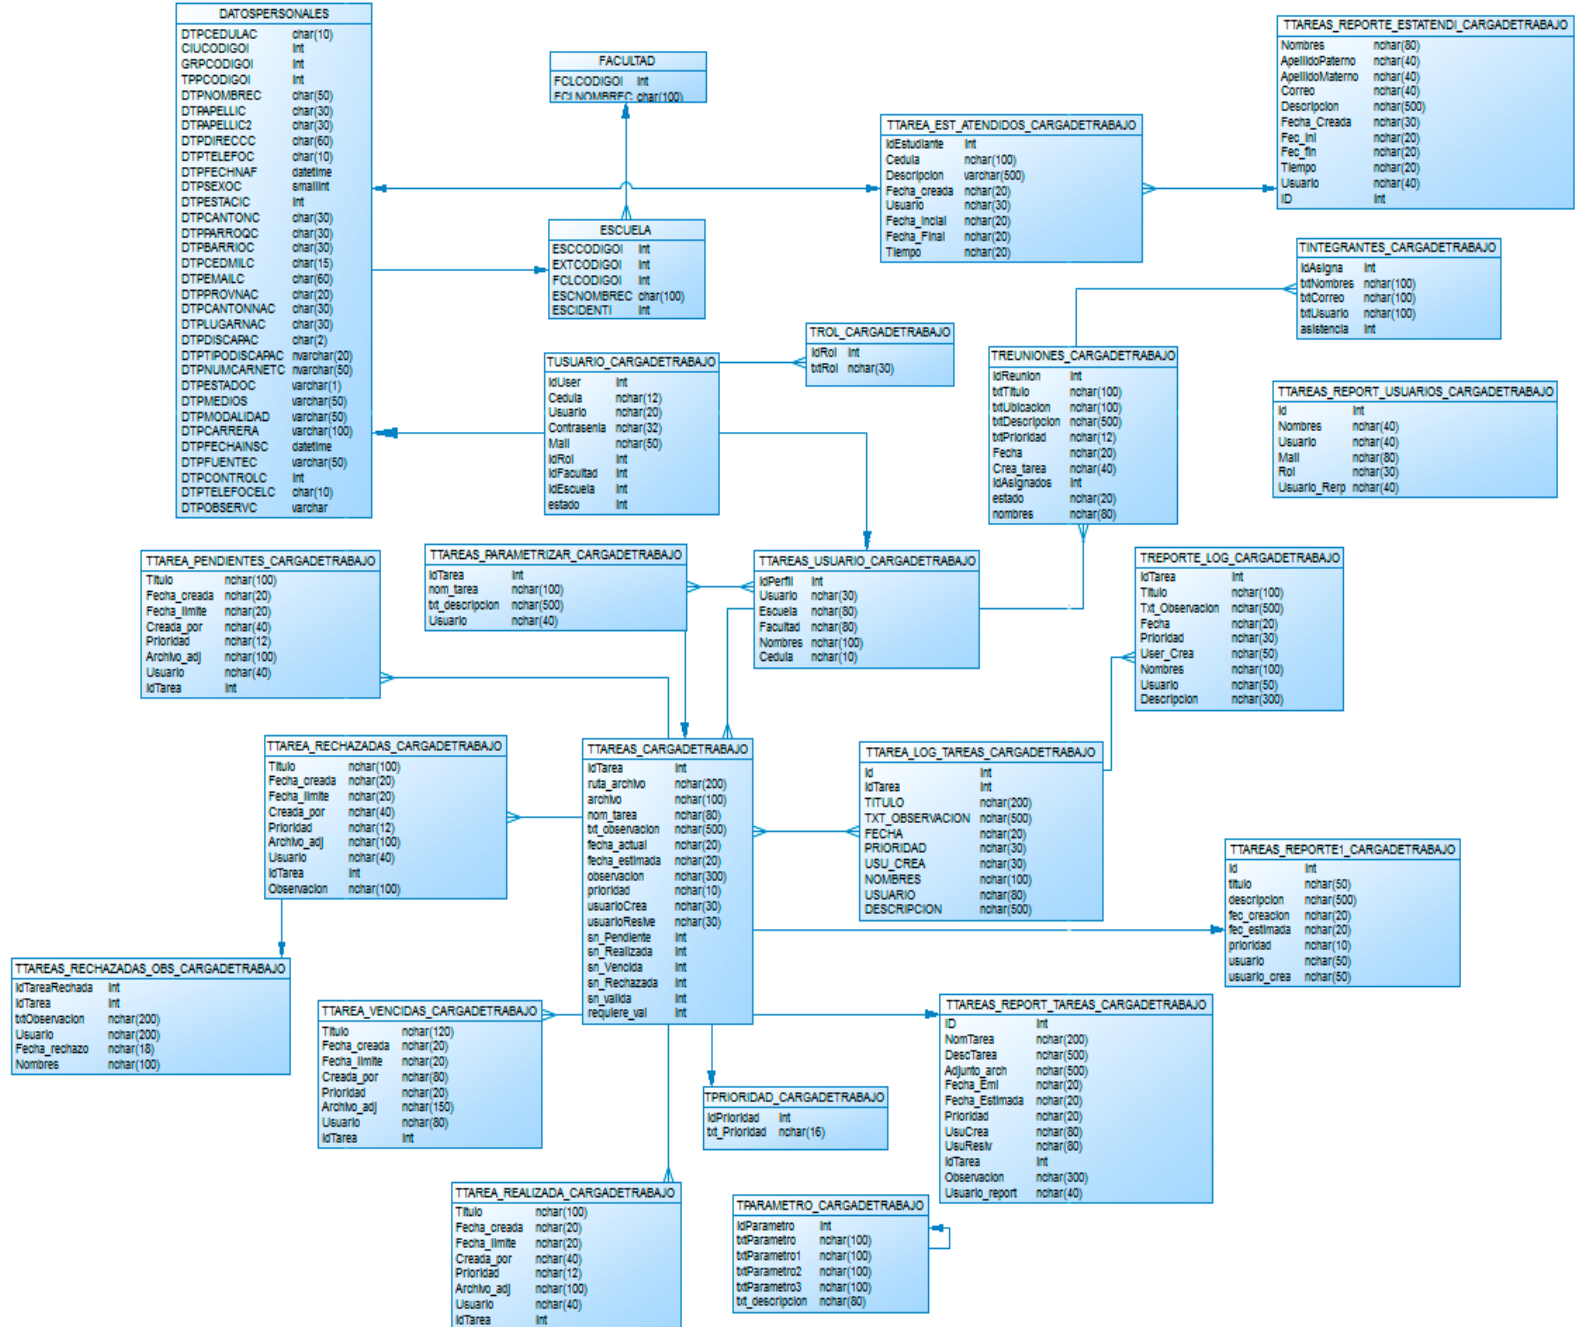 DATOSPERSONALES
DTPCEDULAC char(10)
CIUCODIGOI Int
GRPCODIGOI Int
TPPCODIGOI Int
DTPNOMBREC char(50)
DTPAPELLIC char(30)
DTPAPELLIC2 char(30)
DTPDIRECCC char(60)
DTPTELEFOC char(10)
DTPFECHNAF datetime
DTPSEXOC smallint
DTPESTACIC Int
DTPCANTONC char(30)
DTPPARROQC char(30)
DTPBARRIOC char(30)
DTPCEDMILC char(15)
DTPEMAILC char(60)
DTPPROVNAC char(20)
DTPCANTONNAC char(30)
DTPLUGARNAC char(30)
DTPDISCAPAC char(2)
DTPTIPODISCAPAC nvarchar(20)
DTPNUMCARNETC nvarchar(50)
DTPESTADOC varchar(1)
DTPMEDIOS varchar(50)
DTPMODALIDAD varchar(50)
DTPCARRERA varchar(100)
DTPFECHAINSC datetime
DTPFUENTEC varchar(50)
DTPCONTROLC Int
DTPTELEFOCELC char(10)
DTPOBSERVC varchar
FACULTAD
FCLCODIGOI Int
FCLNOMBREC char(100)
ESCUELA
ESCCODIGOI Int
EXTCODIGOI Int
FCLCODIGOI Int
ESCNOMBREC char(100)
ESCIDENTI Int
TTAREA_EST_ATENDIDOS_CARGADETRABAJO
IdEstudiante Int
Cedula nchar(100)
Descripcion varchar(500)
Fecha_creada nchar(20)
Usuario nchar(30)
Fecha_Incial nchar(20)
Fecha_Final nchar(20)
Tiempo nchar(20)
TTAREAS_REPORTE_ESTATENDI_CARGADETRABAJO
Nombres nchar(80)
ApellidoPaterno nchar(40)
ApellidoMaterno nchar(40)
Correo nchar(40)
Descripcion nchar(500)
Fecha_Creada nchar(30)
Fec_Ini nchar(20)
Fec_fin nchar(20)
Tiempo nchar(20)
Usuario nchar(40)
ID Int
TINTEGRANTES_CARGADETRABAJO
IdAsigna Int
txtNombres nchar(100)
txtCorreo nchar(100)
txtUsuario nchar(100)
asistencia Int
TROL_CARGADETRABAJO
IdRol Int
txtRol nchar(30)
TUSUARIO_CARGADETRABAJO
IdUser Int
Cedula nchar(12)
Usuario nchar(20)
Contrasenia nchar(32)
Mail nchar(50)
IdRol Int
IdFacultad Int
IdEscuela Int
estado Int
TREUNIONES_CARGADETRABAJO
IdReunion Int
txtTitulo nchar(100)
txtUbicacion nchar(100)
txtDescripcion nchar(500)
txtPrioridad nchar(12)
Fecha nchar(20)
Crea_tarea nchar(40)
IdAsignados Int
estado nchar(20)
nombres nchar(80)
TTAREAS_REPORT_USUARIOS_CARGADETRABAJO
Id Int
Nombres nchar(40)
Usuario nchar(40)
Mail nchar(80)
Rol nchar(30)
Usuario_Rerp nchar(40)
TTAREA_PENDIENTES_CARGADETRABAJO
Titulo nchar(100)
Fecha_creada nchar(20)
Fecha_limite nchar(20)
Creada_por nchar(40)
Prioridad nchar(12)
Archivo_adj nchar(100)
Usuario nchar(40)
IdTarea Int
TTAREAS_PARAMETRIZAR_CARGADETRABAJO
IdTarea Int
nom_tarea nchar(100)
txt_descripcion nchar(500)
Usuario nchar(40)
TTAREAS_USUARIO_CARGADETRABAJO
IdPerfil Int
Usuario nchar(30)
Escuela nchar(80)
Facultad nchar(80)
Nombres nchar(100)
Cedula nchar(10)
TREPORTE_LOG_CARGADETRABAJO
IdTarea Int
Titulo nchar(100)
Txt_Observacion nchar(500)
Fecha nchar(20)
Prioridad nchar(30)
User_Crea nchar(50)
Nombres nchar(100)
Usuario nchar(50)
Descripcion nchar(300)
TTAREA_RECHAZADAS_CARGADETRABAJO
Titulo nchar(100)
Fecha_creada nchar(20)
Fecha_limite nchar(20)
Creada_por nchar(40)
Prioridad nchar(12)
Archivo_adj nchar(100)
Usuario nchar(40)
IdTarea Int
Observacion nchar(100)
TTAREAS_CARGADETRABAJO
IdTarea Int
ruta_archivo nchar(200)
archivo nchar(100)
nom_tarea nchar(80)
txt_observacion nchar(500)
fecha_actual nchar(20)
fecha_estimada nchar(20)
observacion nchar(300)
prioridad nchar(10)
usuarioCrea nchar(30)
usuarioResive nchar(30)
sn_Pendiente Int
sn_Realizada Int
sn_Vencida Int
sn_Rechazada Int
sn_valida Int
requiere_val Int
TTAREA_LOG_TAREAS_CARGADETRABAJO
Id Int
IdTarea Int
TITULO nchar(200)
TXT_OBSERVACION nchar(500)
FECHA nchar(20)
PRIORIDAD nchar(30)
USU_CREA nchar(30)
NOMBRES nchar(100)
USUARIO nchar(80)
DESCRIPCION nchar(500)
TTAREAS_REPORTE1_CARGADETRABAJO
Id Int
titulo nchar(50)
descripcion nchar(500)
fec_creacion nchar(20)
fec_estimada nchar(20)
prioridad nchar(10)
usuario nchar(50)
usuario_crea nchar(50)
TTAREAS_RECHAZADAS_OBS_CARGADETRABAJO
IdTareaRechada Int
IdTarea Int
txtObservacion nchar(200)
Usuario nchar(200)
Fecha_rechazo nchar(18)
Nombres nchar(100)
TTAREA_VENCIDAS_CARGADETRABAJO
Titulo nchar(120)
Fecha_creada nchar(20)
Fecha_limite nchar(20)
Creada_por nchar(80)
Prioridad nchar(20)
Archivo_adj nchar(150)
Usuario nchar(80)
IdTarea Int
TTAREAS_REPORT_TAREAS_CARGADETRABAJO
ID Int
NomTarea nchar(200)
DescTarea nchar(500)
Adjunto_arch nchar(500)
Fecha_Emi nchar(20)
Fecha_Estimada nchar(20)
Prioridad nchar(20)
UsuCrea nchar(80)
UsuResiv nchar(80)
IdTarea Int
Observacion nchar(300)
Usuario_report nchar(40)
TPRIORIDAD_CARGADETRABAJO
IdPrioridad Int
txt_Prioridad nchar(16)
TTAREA_REALIZADA_CARGADETRABAJO
Titulo nchar(100)
Fecha_creada nchar(20)
Fecha_limite nchar(20)
Creada_por nchar(40)
Prioridad nchar(12)
Archivo_adj nchar(100)
Usuario nchar(40)
IdTarea Int
TPARAMETRO_CARGADETRABAJO
IdParametro Int
txtParametro nchar(100)
txtParametro1 nchar(100)
txtParametro2 nchar(100)
txtParametro3 nchar(100)
txt_descripcion nchar(80)